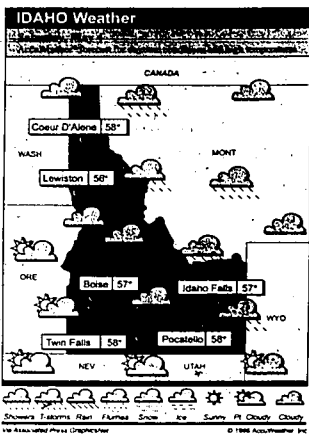 IDAHO Weather
CANADA
Coeur D'Alene 58°
WASH
MONT
Lewiston 58°
ORE
Boise 57°
Idaho Falls 57°
WYO
Twin Falls 58°
Pocatello 58°
NEV
UTAH
Showers T-storms Rain Flurries Snow Ice Sunny Pt. Cloudy Cloudy
Via Associated Press GraphicsNet
© 1996 AccuWeather, Inc.